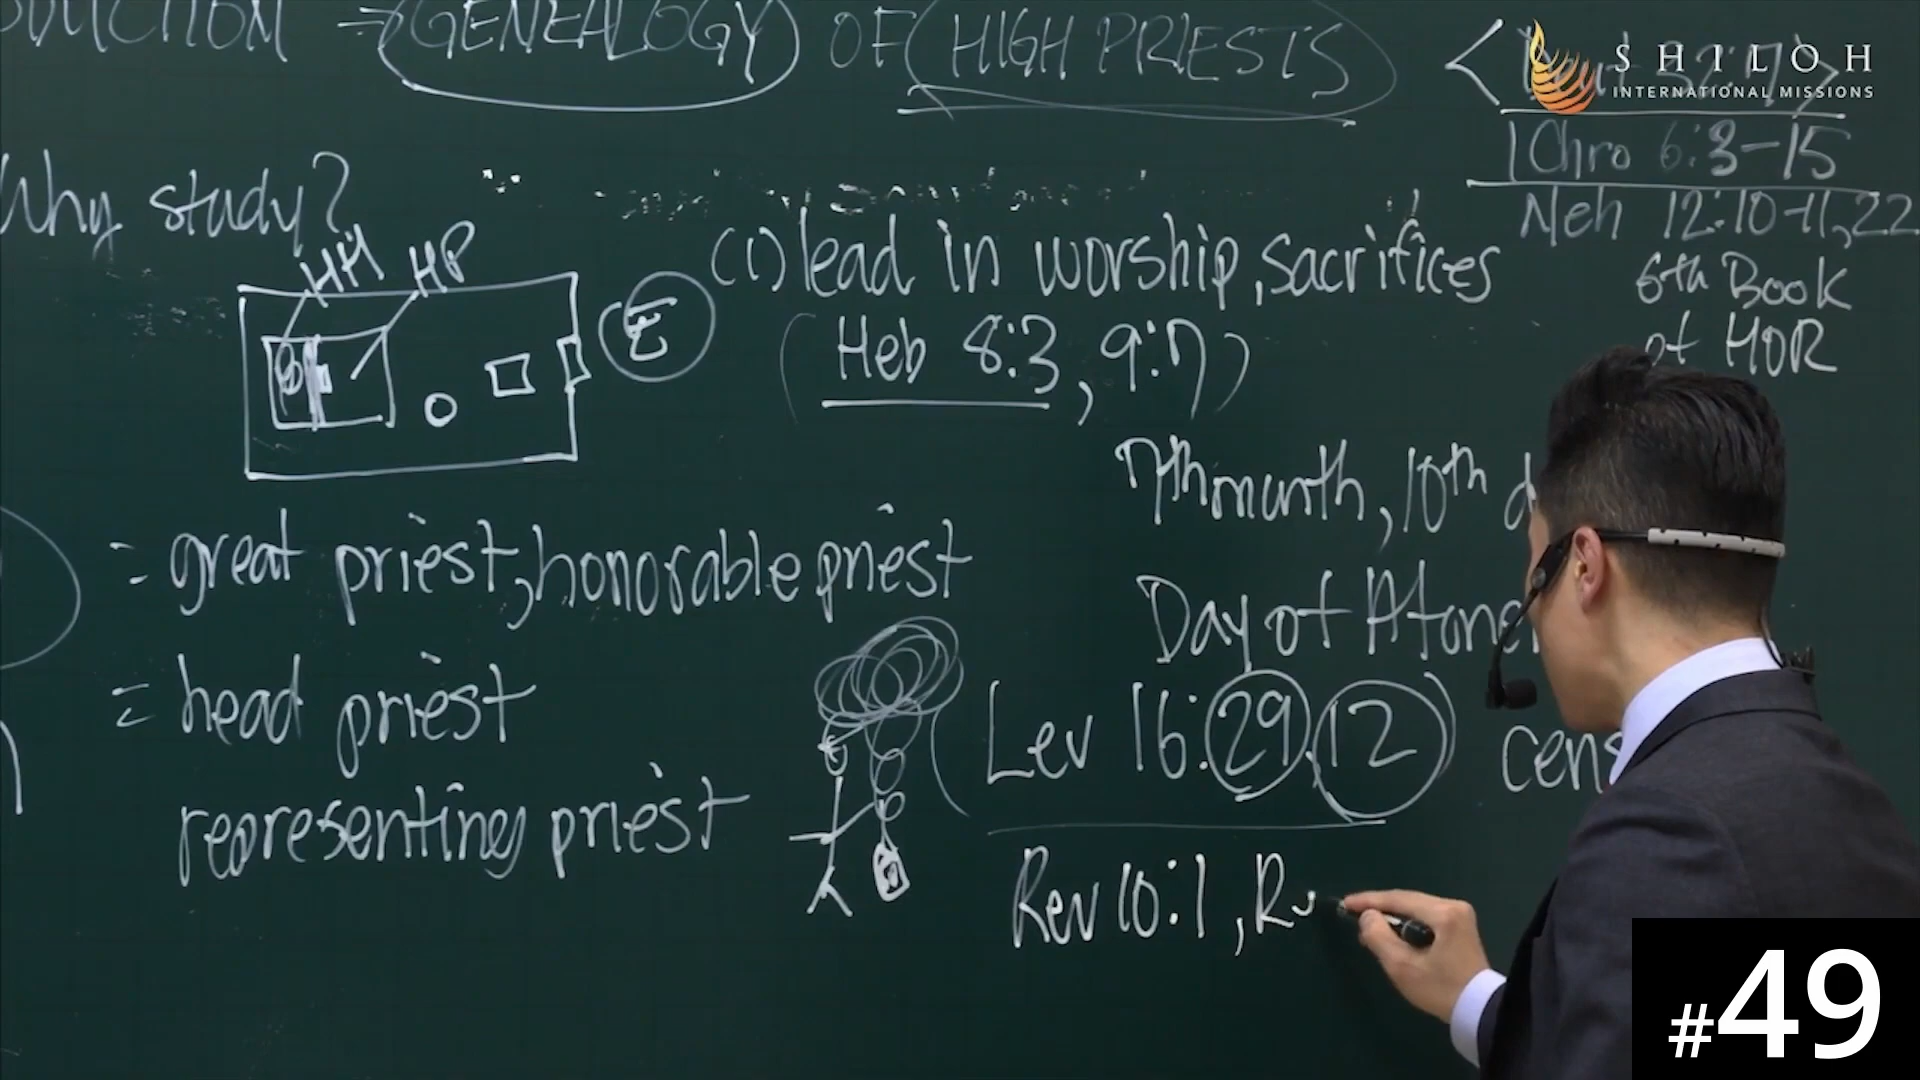 ⇒ GENEALOGY OF HIGH PRIESTS
SHILOH
INTERNATIONAL MISSIONS
1 Chro 6:3-15
Neh 12:10-11,22
6th Book
of HOR
Why study?
HH HP
E
(1) lead in worship, sacrifices
(Heb 8:3, 9:7)
7th month, 10th d
Day of Atone
= great priest, honorable priest
= head priest
representing priest
(Lev 16:29, 12) cens
Rev 10:1, R
#49